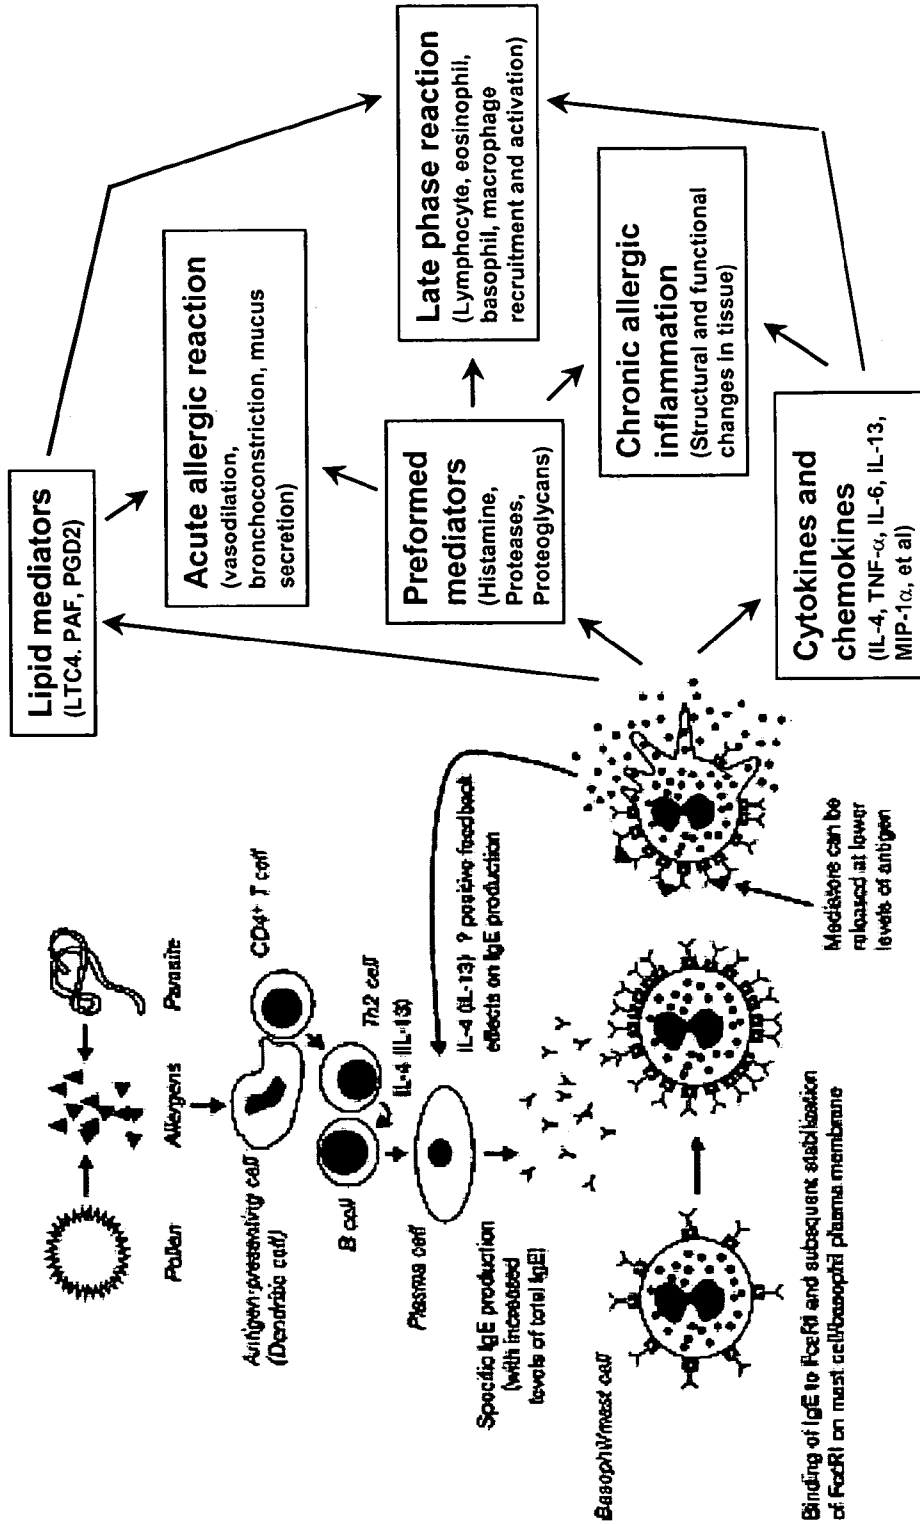 Pollen
Allergens
Parasite
Antigen-presenting cell
(Dendritic cell)
CD4+ T cell
B cell
Th2 cell
IL-4 (IL-13)
Plasma cell
IL-4 (IL-13) ? positive feedback
effects on IgE production
Specific IgE production
(with increased
levels of total IgE)
Basophil/mast cell
Binding of IgE to FcεRI and subsequent stabilization
of FcεRI on mast cell/basophil plasma membrane
Mediators can be
released at lower
levels of antigen
Lipid mediators
(LTC4. PAF, PGD2)
Acute allergic reaction
(vasodilation,
bronchoconstriction, mucus
secretion)
Preformed
mediators
(Histamine,
Proteases,
Proteoglycans)
Late phase reaction
(Lymphocyte, eosinophil,
basophil, macrophage
recruitment and activation)
Chronic allergic
inflammation
(Structural and functional
changes in tissue)
Cytokines and
chemokines
(IL-4, TNF-α, IL-6, IL-13,
MIP-1α, et al)